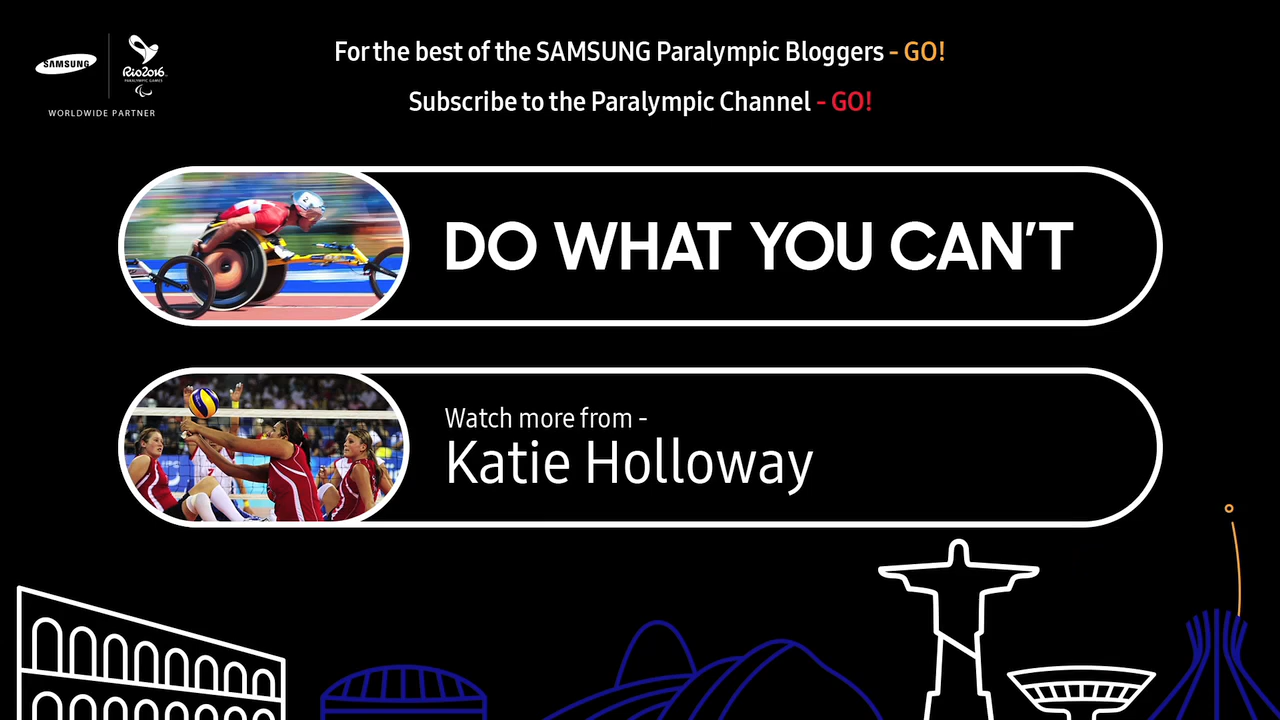 SAMSUNG
Rio2016
PARALYMPIC GAMES
WORLDWIDE PARTNER
For the best of the SAMSUNG Paralympic Bloggers - GO!
Subscribe to the Paralympic Channel - GO!
DO WHAT YOU CAN'T
Watch more from -
Katie Holloway